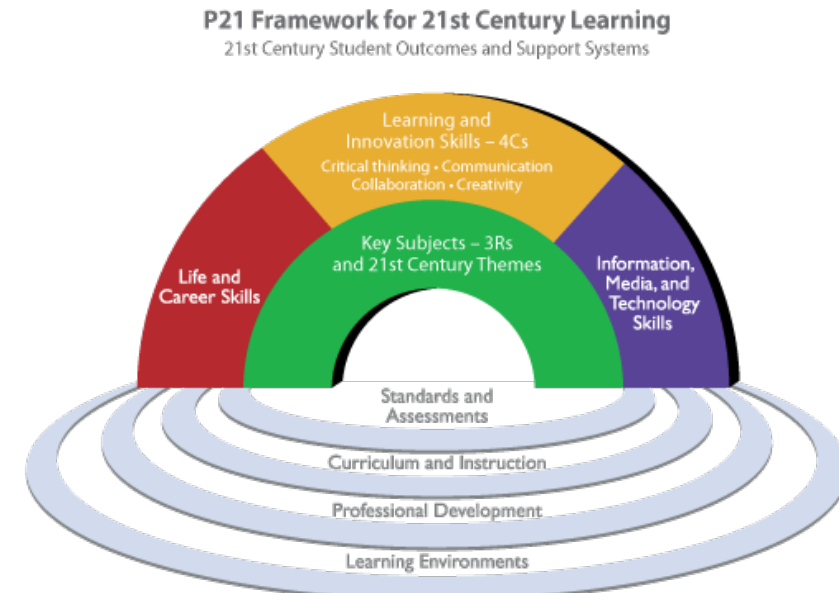 P21 Framework for 21st Century Learning
21st Century Student Outcomes and Support Systems
Learning and
Innovation Skills – 4Cs
Critical thinking • Communication
Collaboration • Creativity
Key Subjects – 3Rs
and 21st Century Themes
Life and
Career Skills
Information,
Media, and
Technology
Skills
Standards and
Assessments
Curriculum and Instruction
Professional Development
Learning Environments